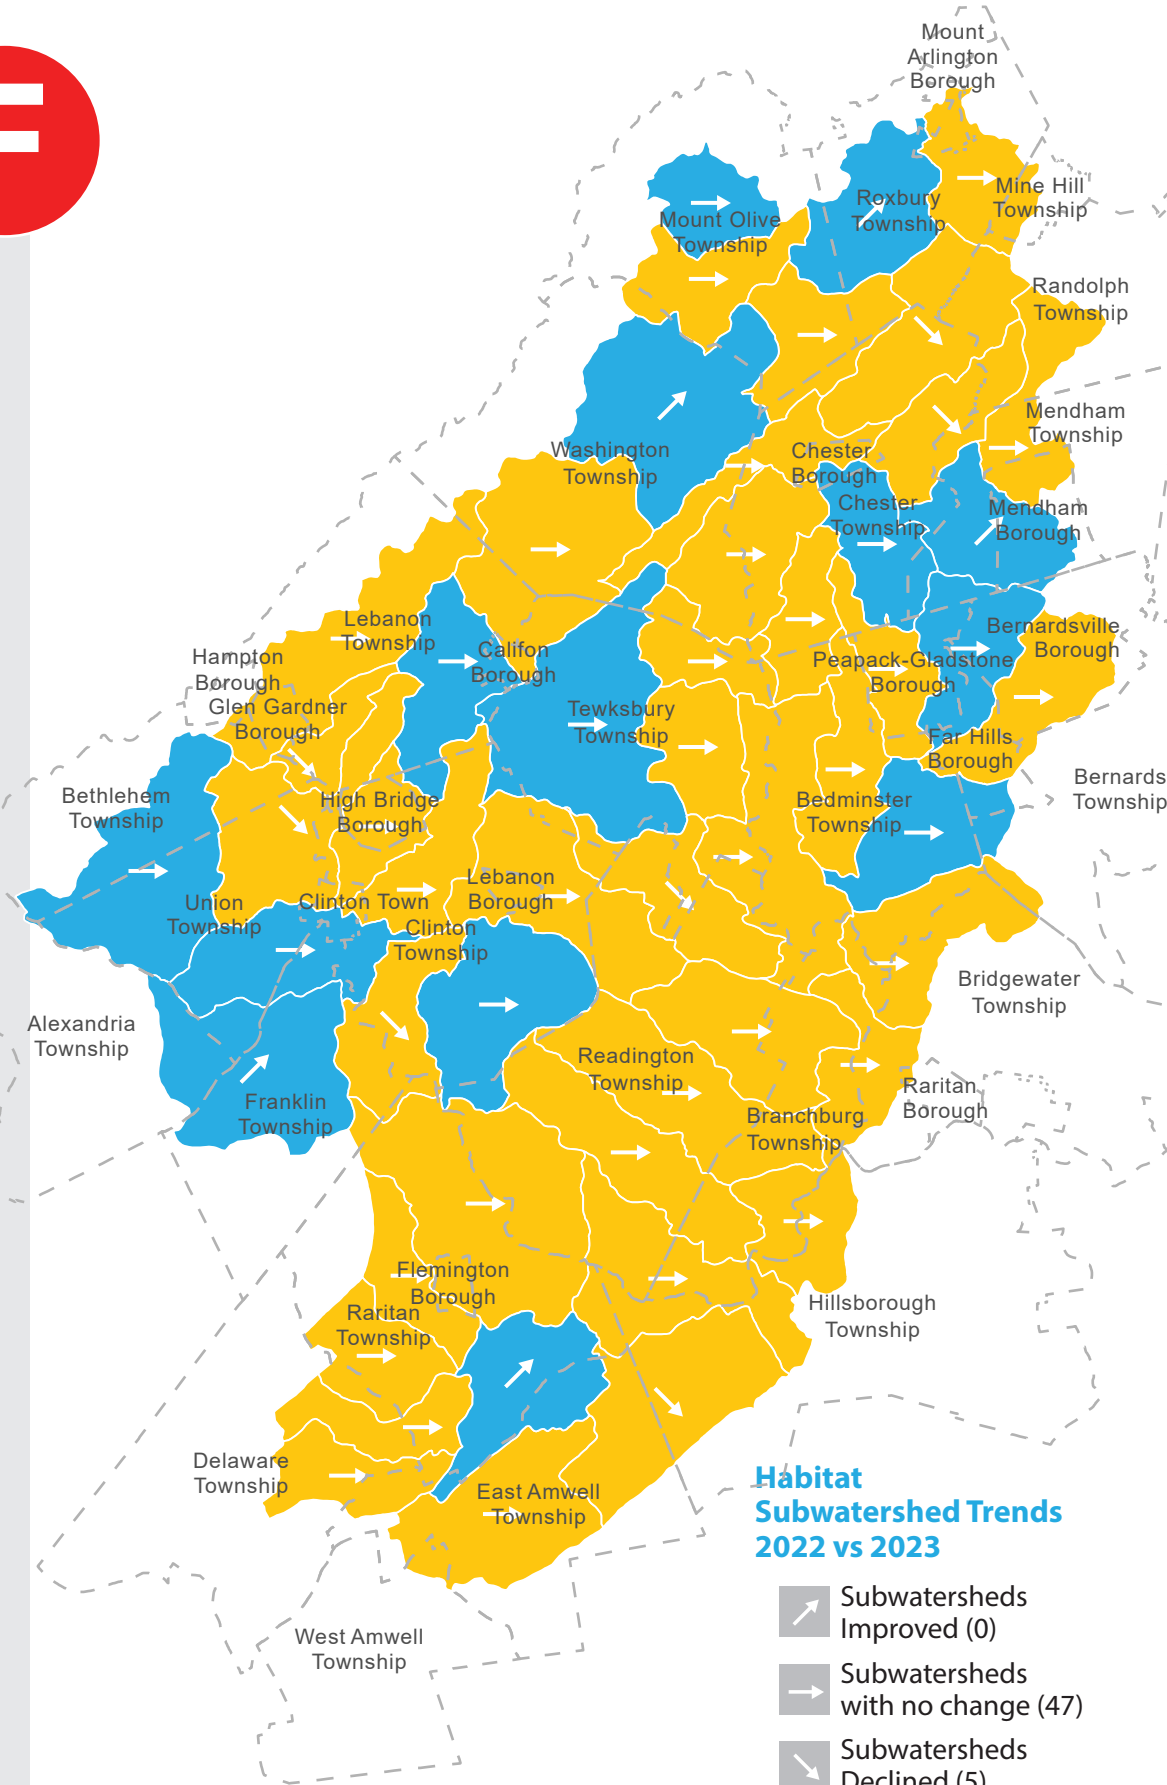 Mount
Arlington
Borough
Roxbury
Township
Mine Hill
Township
Mount Olive
Township
Randolph
Township
Mendham
Township
Washington
Township
Chester
Borough
Chester
Township
Mendham
Borough
Lebanon
Township
Califon
Borough
Bernardsville
Borough
Hampton
Borough
Peapack-Gladstone
Borough
Glen Gardner
Borough
Tewksbury
Township
Far Hills
Borough
Bernards
Township
Bethlehem
Township
High Bridge
Borough
Bedminster
Township
Union
Township
Clinton Town
Lebanon
Borough
Clinton
Township
Bridgewater
Township
Alexandria
Township
Readington
Township
Raritan
Borough
Franklin
Township
Branchburg
Township
Flemington
Borough
Raritan
Township
Hillsborough
Township
Delaware
Township
East Amwell
Township
West Amwell
Township
Habitat
Subwatershed Trends
2022 vs 2023
Subwatersheds
Improved (0)
Subwatersheds
with no change (47)
Subwatersheds
Declined (5)